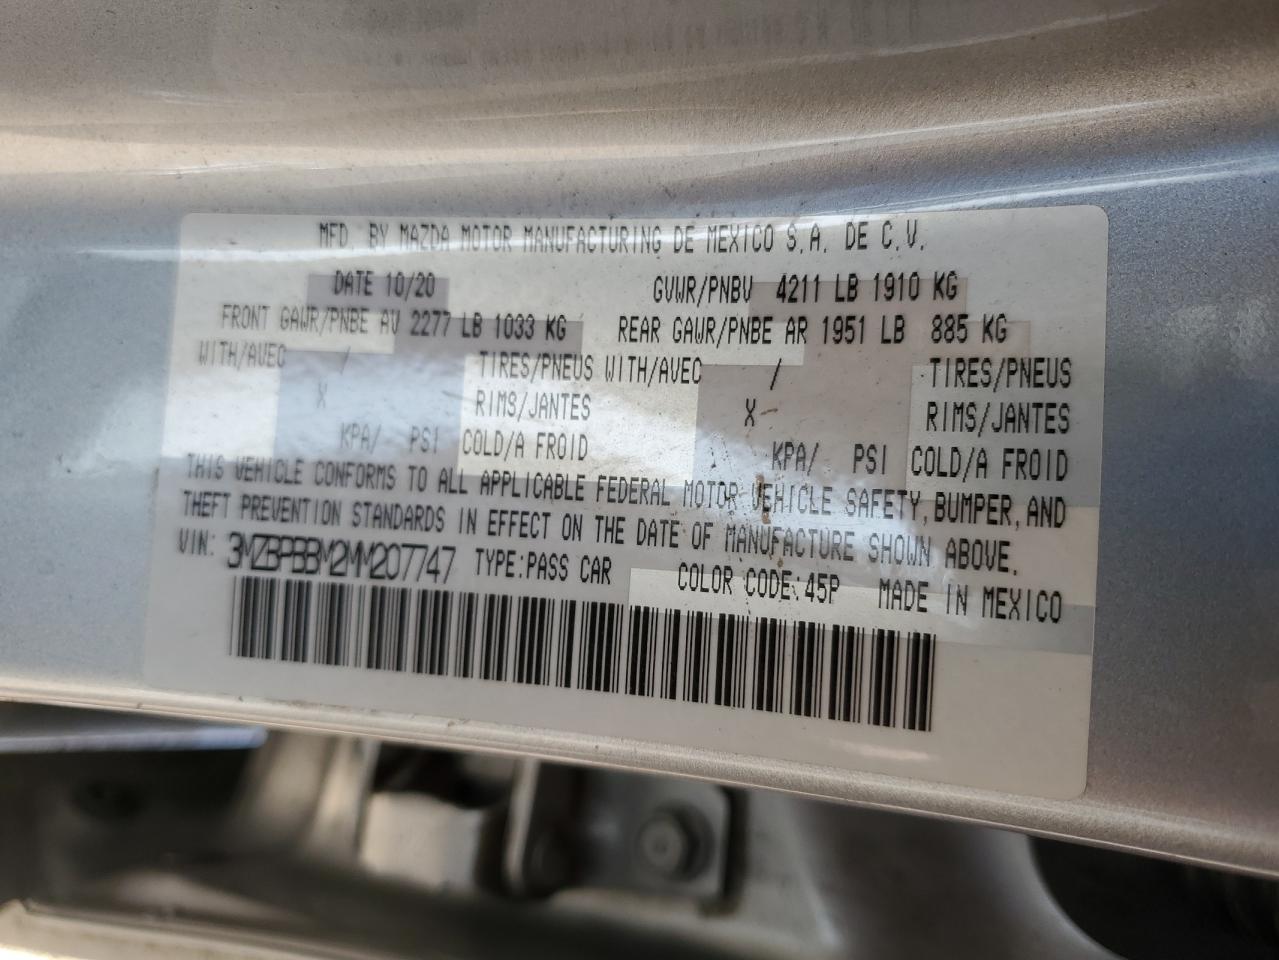 MFD. BY MAZDA MOTOR MANUFACTURING DE MEXICO S.A. DE C.V.
DATE 10/20 GVWR/PNBV 4211 LB 1910 KG
FRONT GAWR/PNBE AV 2277 LB 1033 KG REAR GAWR/PNBE AR 1951 LB 885 KG
WITH/AVEC / TIRES/PNEUS WITH/AVEC / TIRES/PNEUS
X RIMS/JANTES X RIMS/JANTES
KPA/ PSI COLD/A FROID KPA/ PSI COLD/A FROID
THIS VEHICLE CONFORMS TO ALL APPLICABLE FEDERAL MOTOR VEHICLE SAFETY, BUMPER, AND
THEFT PREVENTION STANDARDS IN EFFECT ON THE DATE OF MANUFACTURE SHOWN ABOVE.
VIN: 3MZBPBBM2MM207747 TYPE:PASS CAR COLOR CODE:45P MADE IN MEXICO